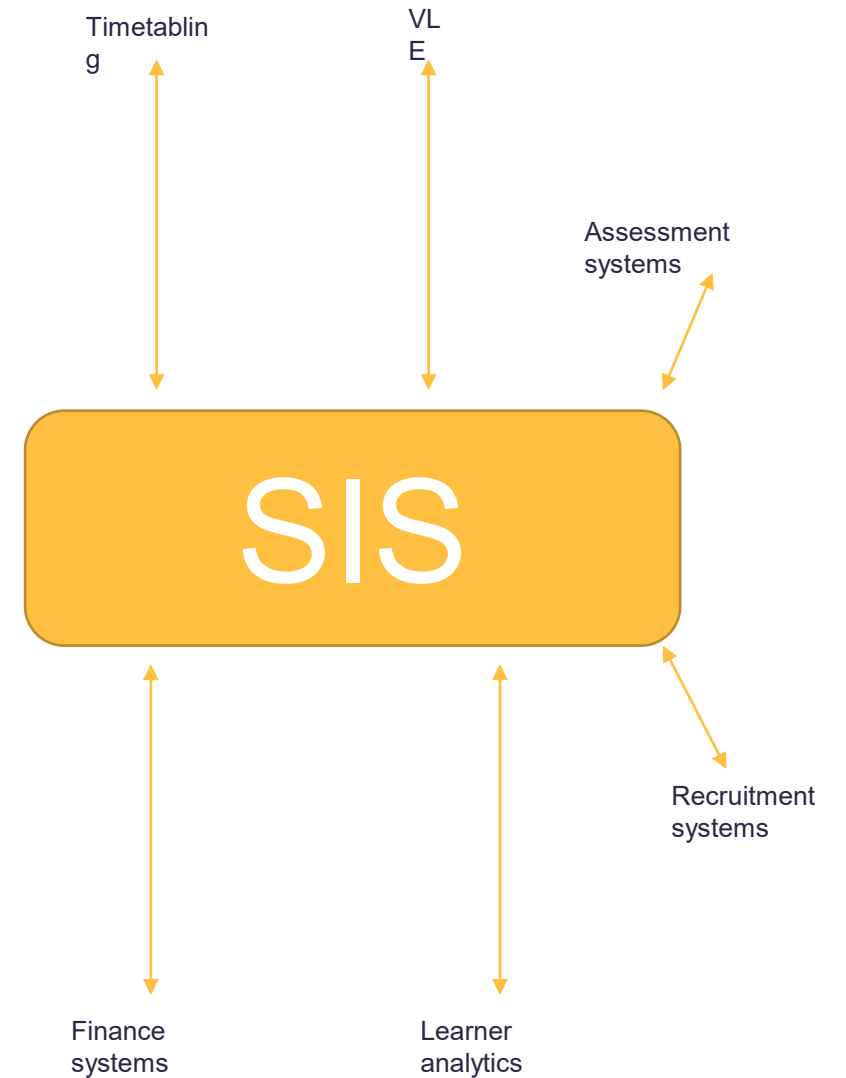 Timetablin
g
VL
E
Assessment
systems
SIS
Recruitment
systems
Finance
systems
Learner
analytics